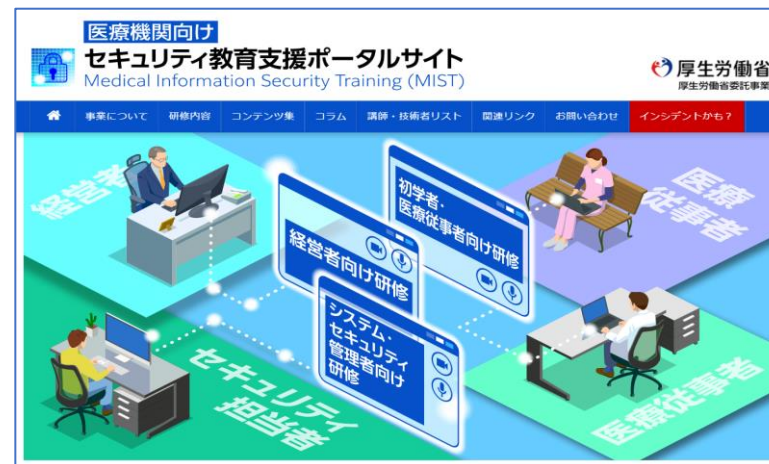 医療機関向け
セキュリティ教育支援ポータルサイト
Medical Information Security Training (MIST)
厚生労働省
厚生労働省委託事業
事業について 研修内容 コンテンツ集 コラム 講師・技術者リスト 関連リンク お問い合わせ インシデントかも？
経営者
初学者・
医療従事者向け研修
医療
従事者
経営者向け研修
システム・
セキュリティ
管理者向け
研修
セキュリティ
担当者
医療従事者